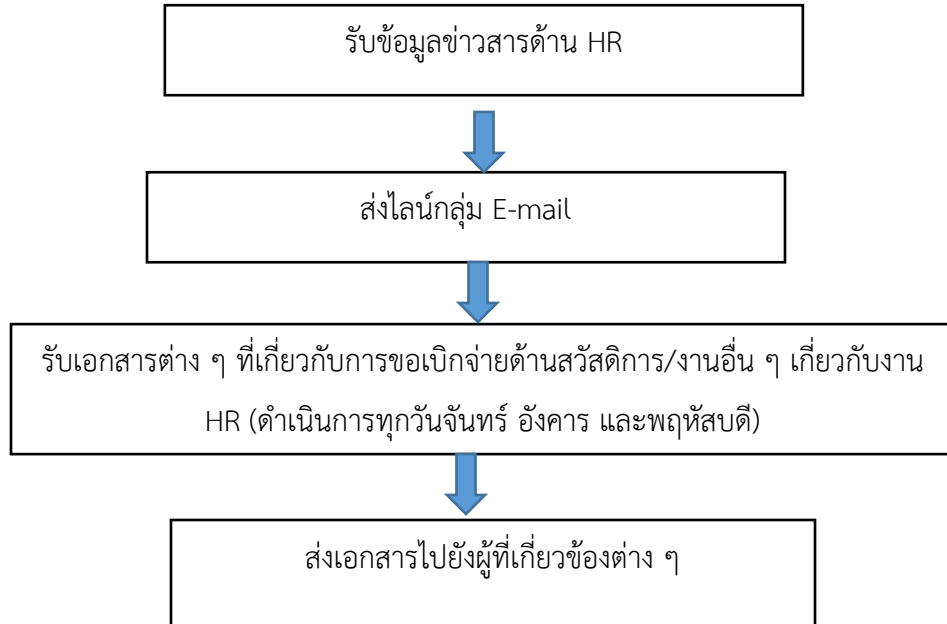 รับข้อมูลข่าวสารด้าน HR
ส่งไลน์กลุ่ม E-mail
รับเอกสารต่าง ๆ ที่เกี่ยวกับการขอเบิกจ่ายด้านสวัสดิการ/งานอื่น ๆ เกี่ยวกับงาน
HR (ดำเนินการทุกวันจันทร์ อังคาร และพฤหัสบดี)
ส่งเอกสารไปยังผู้ที่เกี่ยวข้องต่าง ๆ